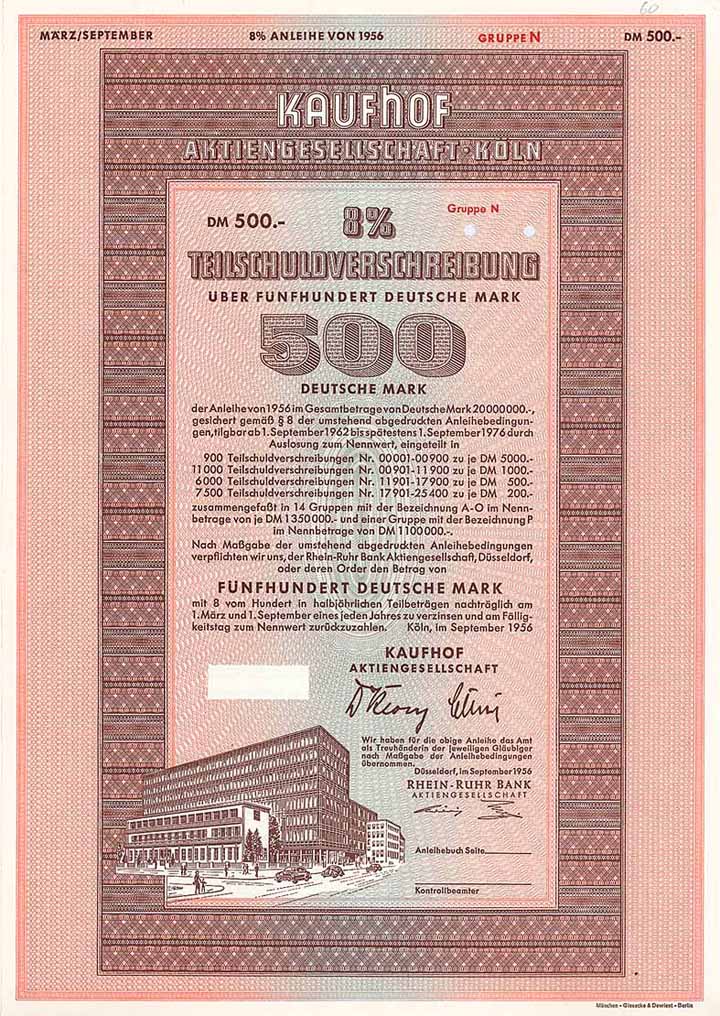 60
MÄRZ/SEPTEMBER 8% ANLEIHE VON 1956 GRUPPE N DM 500.-
KAUFHOF
AKTIENGESELLSCHAFT · KÖLN
DM 500.- 8% Gruppe N
TEILSCHULDVERSCHREIBUNG
ÜBER FÜNFHUNDERT DEUTSCHE MARK
500
DEUTSCHE MARK
der Anleihe von 1956 im Gesamtbetrage von Deutsche Mark 20000000.-,
gesichert gemäß § 8 der umstehend abgedruckten Anleihebedingun-
gen, tilgbar ab 1. September 1962 bis spätestens 1. September 1976 durch
Auslosung zum Nennwert, eingeteilt in
900 Teilschuldverschreibungen Nr. 00001-00900 zu je DM 5000.-
11000 Teilschuldverschreibungen Nr. 00901-11900 zu je DM 1000.-
6000 Teilschuldverschreibungen Nr. 11901-17900 zu je DM 500.-
7500 Teilschuldverschreibungen Nr. 17901-25400 zu je DM 200.-
zusammengefaßt in 14 Gruppen mit der Bezeichnung A-O im Nenn-
betrage von je DM 1350000.- und einer Gruppe mit der Bezeichnung P
im Nennbetrage von DM 1100000.-
Nach Maßgabe der umstehend abgedruckten Anleihebedingungen
verpflichten wir uns, der Rhein-Ruhr Bank Aktiengesellschaft, Düsseldorf,
oder deren Order den Betrag von
FÜNFHUNDERT DEUTSCHE MARK
mit 8 vom Hundert in halbjährlichen Teilbeträgen nachträglich am
1. März und 1. September eines jeden Jahres zu verzinsen und am Fällig-
keitstag zum Nennwert zurückzuzahlen. Köln, im September 1956
KAUFHOF
AKTIENGESELLSCHAFT
Wir haben für die obige Anleihe das Amt
als Treuhänderin der jeweiligen Gläubiger
nach Maßgabe der Anleihebedingungen
übernommen.
Düsseldorf, im September 1956
RHEIN-RUHR BANK
AKTIENGESELLSCHAFT
Anleihebuch Seite
Kontrollbeamter
München - Giesecke & Devrient - Berlin